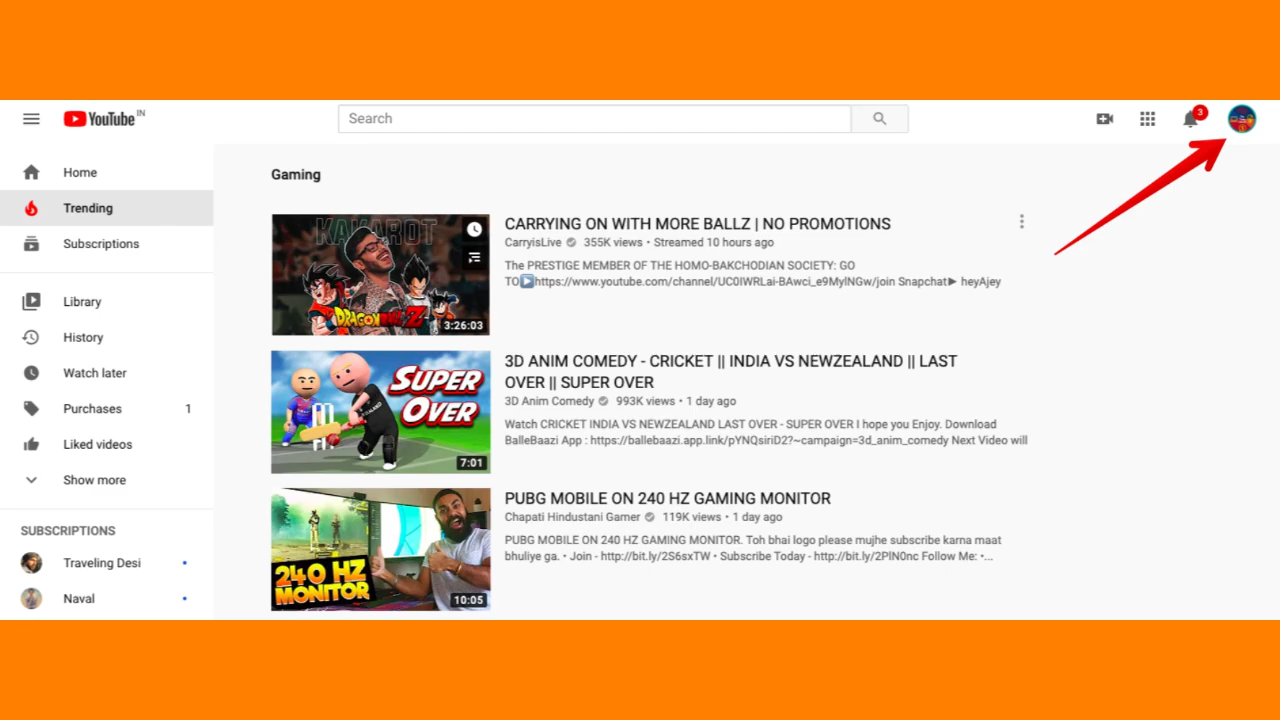 YouTube IN
Search
3
Home
Trending
Subscriptions
Library
History
Watch later
Purchases 1
Liked videos
Show more
SUBSCRIPTIONS
Traveling Desi
Naval
Gaming
KAKAROT
DRAGON BALL Z
3:26:03
CARRYING ON WITH MORE BALLZ | NO PROMOTIONS
CarryisLive 355K views • Streamed 10 hours ago
The PRESTIGE MEMBER OF THE HOMO-BAKCHODIAN SOCIETY: GO
TO▶️https://www.youtube.com/channel/UC0IWRLai-BAwci_e9MylNGw/join Snapchat► heyAjey
SUPER
OVER
7:01
3D ANIM COMEDY - CRICKET || INDIA VS NEWZEALAND || LAST
OVER || SUPER OVER
3D Anim Comedy 993K views • 1 day ago
Watch CRICKET INDIA VS NEWZEALAND LAST OVER - SUPER OVER I hope you Enjoy. Download
BalleBaazi App : https://ballebaazi.app.link/pYNQsiriD2?~campaign=3d_anim_comedy Next Video will
240 HZ
MONITOR
10:05
PUBG MOBILE ON 240 HZ GAMING MONITOR
Chapati Hindustani Gamer 119K views • 1 day ago
PUBG MOBILE ON 240 HZ GAMING MONITOR. Toh bhai logo please mujhe subscribe karna maat
bhuliye ga. • Join - http://bit.ly/2S6sxTW • Subscribe Today - http://bit.ly/2PlN0nc Follow Me: •...